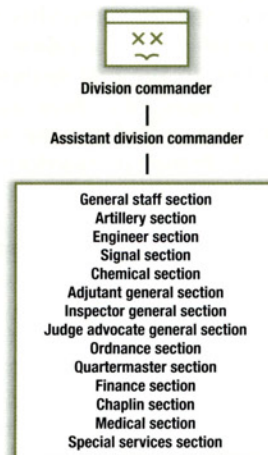 XX
Division commander
Assistant division commander
General staff section
Artillery section
Engineer section
Signal section
Chemical section
Adjutant general section
Inspector general section
Judge advocate general section
Ordnance section
Quartermaster section
Finance section
Chaplin section
Medical section
Special services section